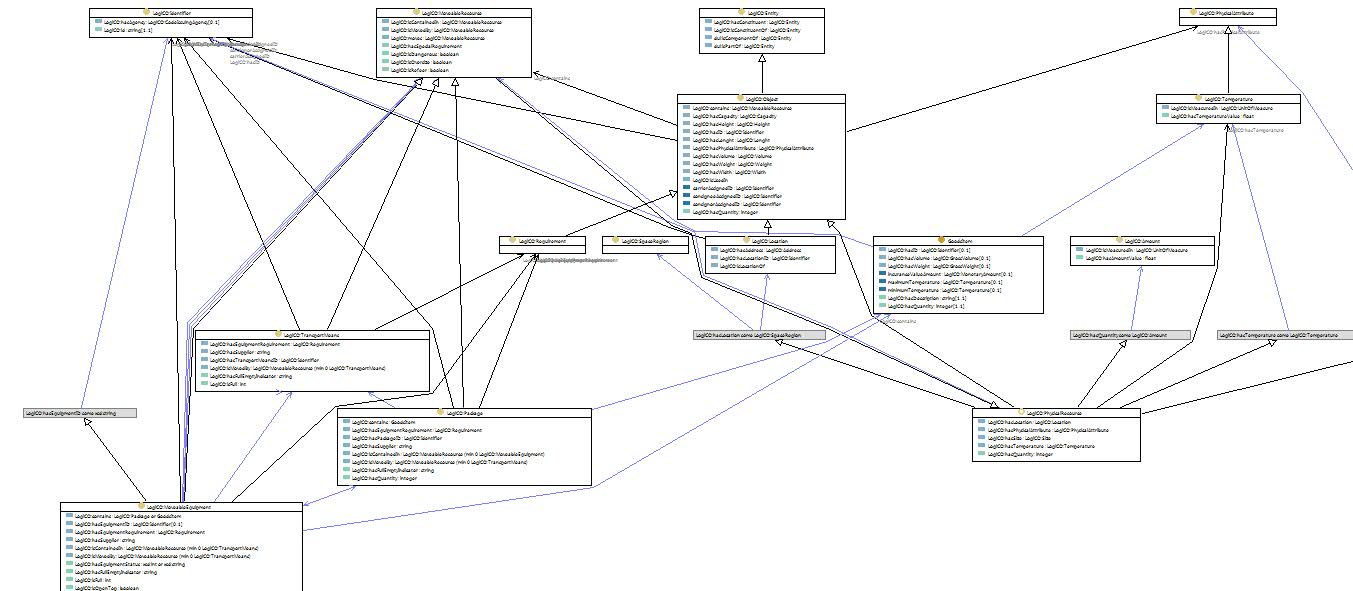 LogiCO:Identifier
LogiCO:hasAgency : LogiCO:CodeIssuingAgency[0..1]
LogiCO:id : string[1..1]
LogiCO:MoveableResource
LogiCO:isContainedIn : LogiCO:MoveableResource
LogiCO:isMovedBy : LogiCO:MoveableResource
LogiCO:moves : LogiCO:MoveableResource
LogiCO:hasSpecialRequirement
LogiCO:isDangerous : boolean
LogiCO:isOversize : boolean
LogiCO:isReefer : boolean
LogiCO:Entity
LogiCO:hasConstituent : LogiCO:Entity
LogiCO:isConstituentOf : LogiCO:Entity
dul:isComponentOf : LogiCO:Entity
dul:isPartOf : LogiCO:Entity
LogiCO:PhysicalAttribute
LogiCO:Object
LogiCO:contains : LogiCO:MoveableResource
LogiCO:hasCapacity : LogiCO:Capacity
LogiCO:hasHeight : LogiCO:Height
LogiCO:hasID : LogiCO:Identifier
LogiCO:hasLenght : LogiCO:Lenght
LogiCO:hasPhysicalAttribute : LogiCO:PhysicalAttribute
LogiCO:hasVolume : LogiCO:Volume
LogiCO:hasWeight : LogiCO:Weight
LogiCO:hasWidth : LogiCO:Width
LogiCO:isUsedIn
carrierAssignedID : LogiCO:Identifier
consigneeAssignedID : LogiCO:Identifier
consignorAssignedID : LogiCO:Identifier
LogiCO:hasQuantity : integer
LogiCO:Temperature
LogiCO:isMeasuredIn : LogiCO:UnitOfMeasure
LogiCO:hasTemperatureValue : float
LogiCO:hasTemperature
LogiCO:Requirement
LogiCO:SpaceRegion
LogiCO:Location
LogiCO:hasAddress : LogiCO:Address
LogiCO:hasLocationID : LogiCO:Identifier
LogiCO:isLocationOf
GoodsItem
LogiCO:hasID : LogiCO:Identifier[0..1]
LogiCO:hasVolume : LogiCO:GrossVolume[0..1]
LogiCO:hasWeight : LogiCO:GrossWeight[0..1]
insuranceValueAmount : LogiCO:MonetaryAmount[0..1]
maximumTemperature : LogiCO:Temperature[0..1]
minimumTemperature : LogiCO:Temperature[0..1]
LogiCO:hasDescription : string[1..1]
LogiCO:hasQuantity : integer[1..1]
LogiCO:contains
LogiCO:Amount
LogiCO:isMeasuredIn : LogiCO:UnitOfMeasure
LogiCO:hasAmountValue : float
LogiCO:hasLocation some LogiCO:SpaceRegion
LogiCO:hasQuantity some LogiCO:Amount
LogiCO:hasTemperature some LogiCO:Temperature
LogiCO:TransportMeans
LogiCO:hasEquipmentRequirement : LogiCO:Requirement
LogiCO:hasSupplier : string
LogiCO:hasTransportMeansID : LogiCO:Identifier
LogiCO:isMovedBy : LogiCO:MoveableResource (min 0 LogiCO:TransportMeans)
LogiCO:hasFullEmptyIndicator : string
LogiCO:isFull : int
LogiCO:hasEquipmentID some xsd:string
LogiCO:Package
LogiCO:contains : GoodsItem
LogiCO:hasEquipmentRequirement : LogiCO:Requirement
LogiCO:hasPackageID : LogiCO:Identifier
LogiCO:hasSupplier : string
LogiCO:isContainedIn : LogiCO:MoveableResource (min 0 LogiCO:MoveableEquipment)
LogiCO:isMovedBy : LogiCO:MoveableResource (min 0 LogiCO:TransportMeans)
LogiCO:hasFullEmptyIndicator : string
LogiCO:hasQuantity : integer
LogiCO:PhysicalResource
LogiCO:hasLocation : LogiCO:Location
LogiCO:hasPhysicalAttribute : LogiCO:PhysicalAttribute
LogiCO:hasSize : LogiCO:Size
LogiCO:hasTemperature : LogiCO:Temperature
LogiCO:hasQuantity : integer
LogiCO:MoveableEquipment
LogiCO:contains : LogiCO:Package or GoodsItem
LogiCO:hasEquipmentID : LogiCO:Identifier[0..1]
LogiCO:hasEquipmentRequirement : LogiCO:Requirement
LogiCO:hasSupplier : string
LogiCO:isContainedIn : LogiCO:MoveableResource (min 0 LogiCO:TransportMeans)
LogiCO:isMovedBy : LogiCO:MoveableResource (min 0 LogiCO:TransportMeans)
LogiCO:hasEquipmentStatus : xsd:int or xsd:string
LogiCO:hasFullEmptyIndicator : string
LogiCO:isFull : int
LogiCO:isOpenTop : boolean